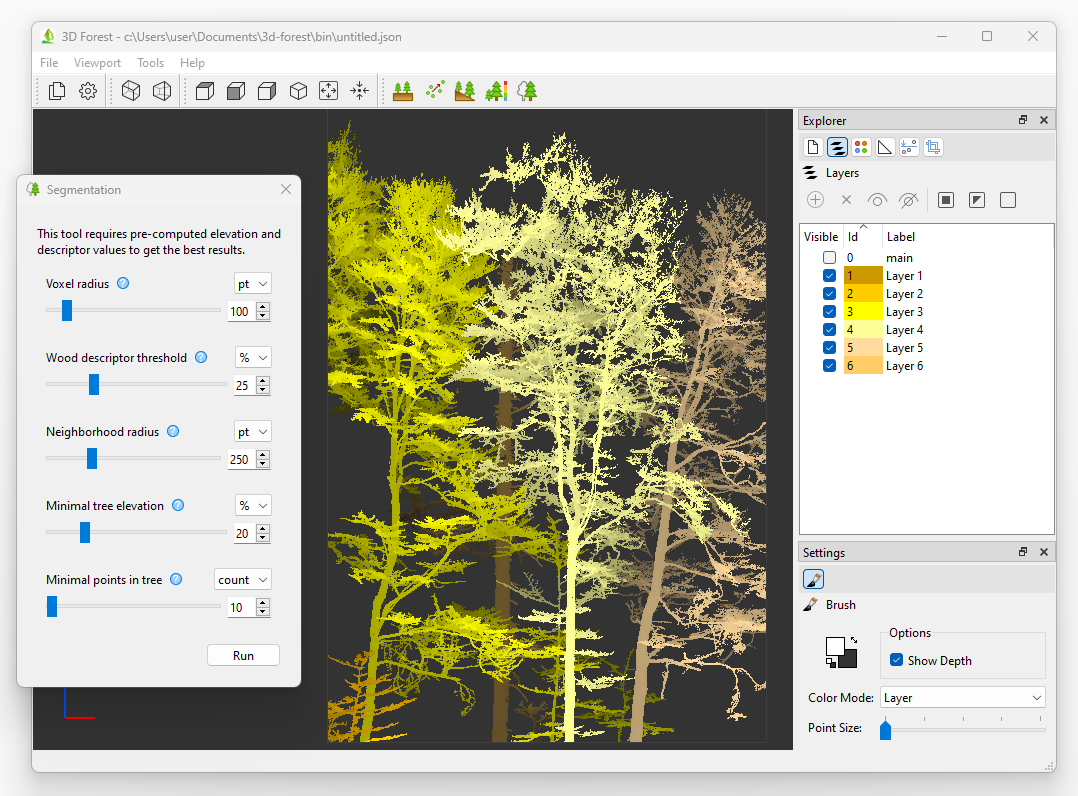 3D Forest - c:\Users\user\Documents\3d-forest\bin\untitled.json
File Viewport Tools Help
Segmentation
This tool requires pre-computed elevation and
descriptor values to get the best results.
Voxel radius ? pt
100
Wood descriptor threshold ? %
25
Neighborhood radius ? pt
250
Minimal tree elevation ? %
20
Minimal points in tree ? count
10
Run
Explorer
Layers
Visible Id Label
0 main
1 Layer 1
2 Layer 2
3 Layer 3
4 Layer 4
5 Layer 5
6 Layer 6
Settings
Brush
Options
Show Depth
Color Mode: Layer
Point Size: